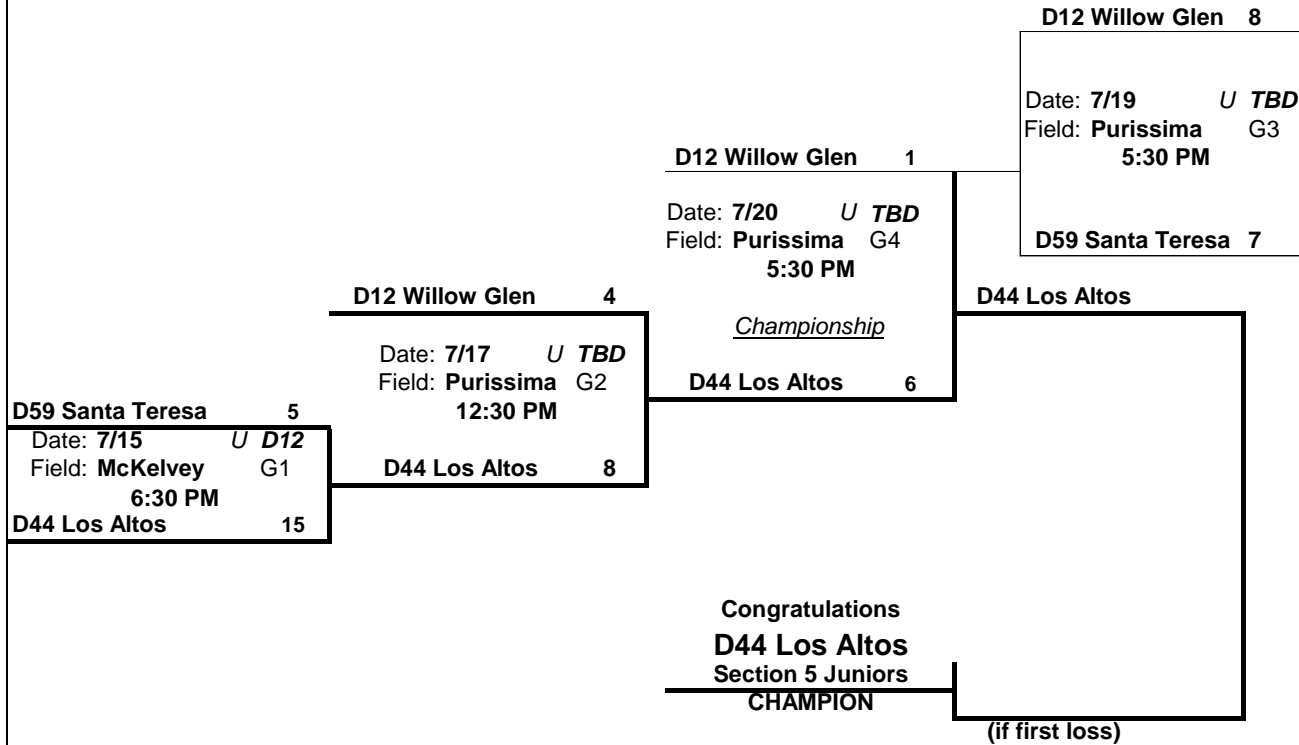 D12 Willow Glen 8
Date: 7/19 U TBD
Field: Purissima G3
5:30 PM
D59 Santa Teresa 7
D12 Willow Glen 1
Date: 7/20 U TBD
Field: Purissima G4
5:30 PM
Championship
D44 Los Altos 6
D44 Los Altos
D12 Willow Glen 4
Date: 7/17 U TBD
Field: Purissima G2
12:30 PM
D44 Los Altos 8
D59 Santa Teresa 5
Date: 7/15 U D12
Field: McKelvey G1
6:30 PM
D44 Los Altos 15
Congratulations
D44 Los Altos
Section 5 Juniors
CHAMPION
(if first loss)